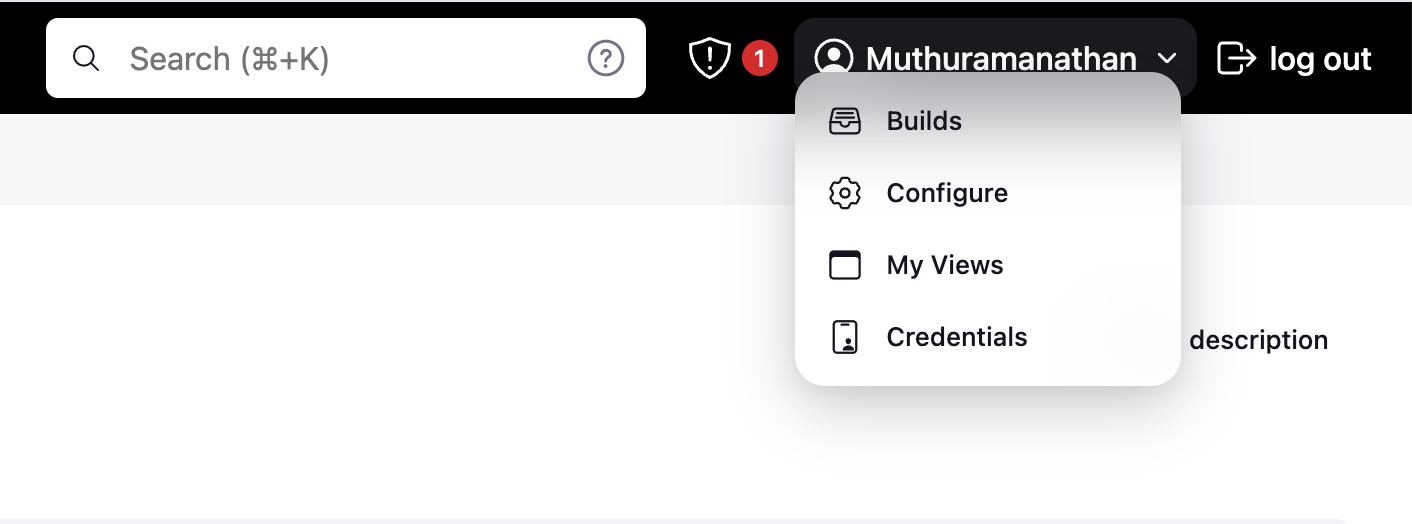 Search (⌘+K)
1
Muthuramanathan
log out
Builds
Configure
My Views
Credentials
description